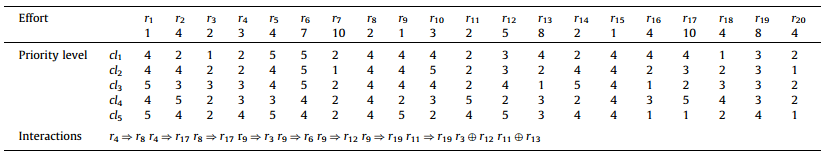 Effort r1 r2 r3 r4 r5 r6 r7 r8 r9 r10 r11 r12 r13 r14 r15 r16 r17 r18 r19 r20
1 4 2 3 4 7 10 2 1 3 2 5 8 2 1 4 10 4 8 4
Priority level cl1 4 2 1 2 5 5 2 4 4 4 2 3 4 2 4 4 4 1 3 2
cl2 4 4 2 2 4 5 1 4 4 5 2 3 2 4 4 2 3 2 3 1
cl3 5 3 3 3 4 5 2 4 4 4 2 4 1 5 4 1 2 3 3 2
cl4 4 5 2 3 3 4 2 4 2 3 5 2 3 2 4 3 5 4 3 2
cl5 5 4 2 4 5 4 2 4 5 2 4 5 3 4 4 1 1 2 4 1
Interactions r4 ⇒ r8 r4 ⇒ r17 r8 ⇒ r17 r9 ⇒ r3 r9 ⇒ r6 r9 ⇒ r12 r9 ⇒ r19 r11 ⇒ r19 r3 ⊕ r12 r11 ⊕ r13